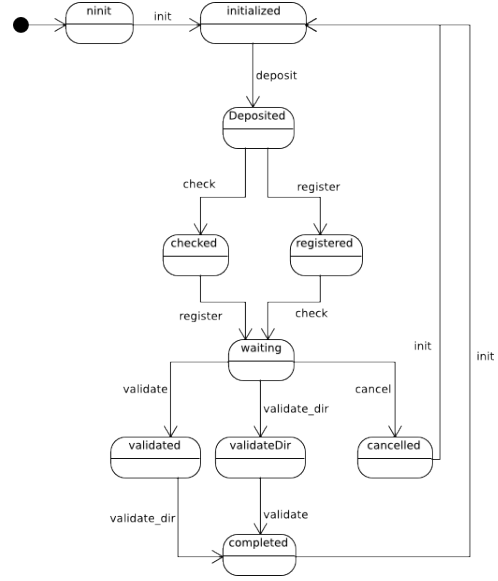 ninit
init
initialized
deposit
Deposited
check
register
checked
registered
register
check
waiting
init
init
validate
validate_dir
cancel
validated
validateDir
cancelled
validate_dir
validate
completed